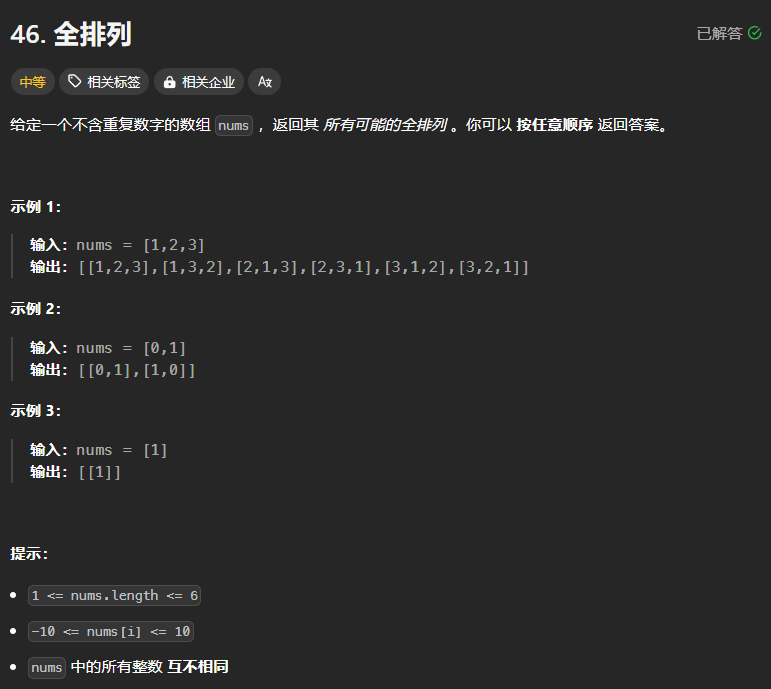 46. 全排列
已解答
中等 相关标签 相关企业 Az
给定一个不含重复数字的数组 nums ，返回其 所有可能的全排列 。你可以 按任意顺序 返回答案。
示例 1：
输入：nums = [1,2,3]
输出：[[1,2,3],[1,3,2],[2,1,3],[2,3,1],[3,1,2],[3,2,1]]
示例 2：
输入：nums = [0,1]
输出：[[0,1],[1,0]]
示例 3：
输入：nums = [1]
输出：[[1]]
提示：
1 <= nums.length <= 6
-10 <= nums[i] <= 10
nums 中的所有整数 互不相同